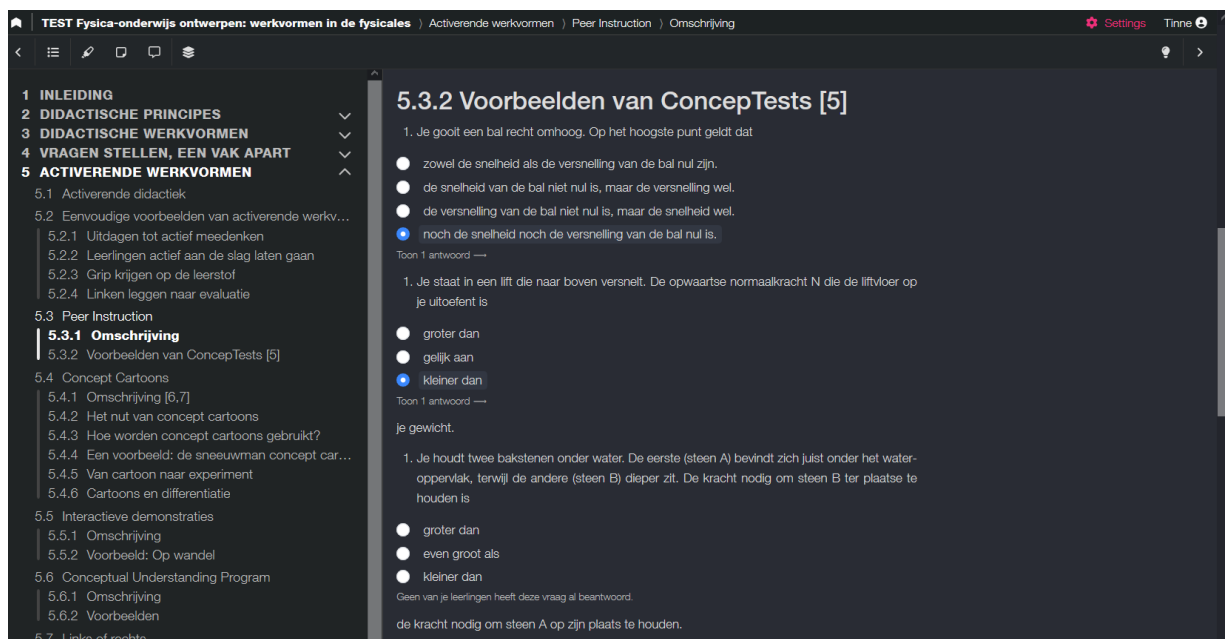 TEST Fysica-onderwijs ontwerpen: werkvormen in de fysicales ⟩ Activerende werkvormen ⟩ Peer Instruction ⟩ Omschrijving
Settings Tinne
1 INLEIDING
2 DIDACTISCHE PRINCIPES
3 DIDACTISCHE WERKVORMEN
4 VRAGEN STELLEN, EEN VAK APART
5 ACTIVERENDE WERKVORMEN
5.1 Activerende didactiek
5.2 Eenvoudige voorbeelden van activerende werkv...
5.2.1 Uitdagen tot actief meedenken
5.2.2 Leerlingen actief aan de slag laten gaan
5.2.3 Grip krijgen op de leerstof
5.2.4 Linken leggen naar evaluatie
5.3 Peer Instruction
5.3.1 Omschrijving
5.3.2 Voorbeelden van ConcepTests [5]
5.4 Concept Cartoons
5.4.1 Omschrijving [6,7]
5.4.2 Het nut van concept cartoons
5.4.3 Hoe worden concept cartoons gebruikt?
5.4.4 Een voorbeeld: de sneeuwman concept car...
5.4.5 Van cartoon naar experiment
5.4.6 Cartoons en differentiatie
5.5 Interactieve demonstraties
5.5.1 Omschrijving
5.5.2 Voorbeeld: Op wandel
5.6 Conceptual Understanding Program
5.6.1 Omschrijving
5.6.2 Voorbeelden
5.7 Links of rechts
5.3.2 Voorbeelden van ConcepTests [5]
1. Je gooit een bal recht omhoog. Op het hoogste punt geldt dat
zowel de snelheid als de versnelling van de bal nul zijn.
de snelheid van de bal niet nul is, maar de versnelling wel.
de versnelling van de bal niet nul is, maar de snelheid wel.
noch de snelheid noch de versnelling van de bal nul is.
Toon 1 antwoord ⟶
1. Je staat in een lift die naar boven versnelt. De opwaartse normaalkracht N die de liftvloer op
je uitoefent is
groter dan
gelijk aan
kleiner dan
Toon 1 antwoord ⟶
je gewicht.
1. Je houdt twee bakstenen onder water. De eerste (steen A) bevindt zich juist onder het water-
oppervlak, terwijl de andere (steen B) dieper zit. De kracht nodig om steen B ter plaatse te
houden is
groter dan
even groot als
kleiner dan
Geen van je leerlingen heeft deze vraag al beantwoord.
de kracht nodig om steen A op zijn plaats te houden.